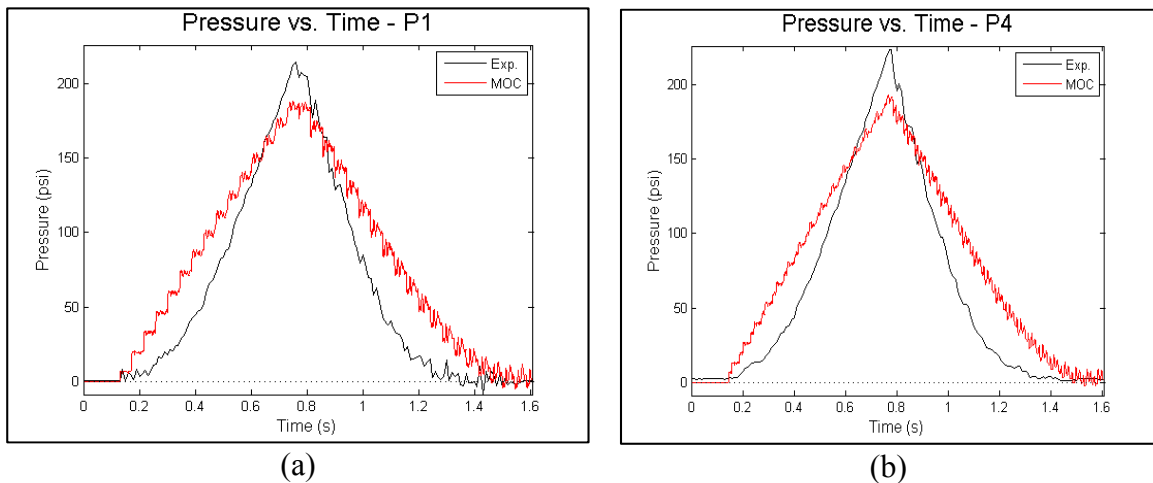 Pressure vs. Time - P1
Exp.
MOC
200
150
100
50
0
Pressure (psi)
0 0.2 0.4 0.6 0.8 1 1.2 1.4 1.6
Time (s)
(a)
Pressure vs. Time - P4
Exp.
MOC
200
150
100
50
0
Pressure (psi)
0 0.2 0.4 0.6 0.8 1 1.2 1.4 1.6
Time (s)
(b)